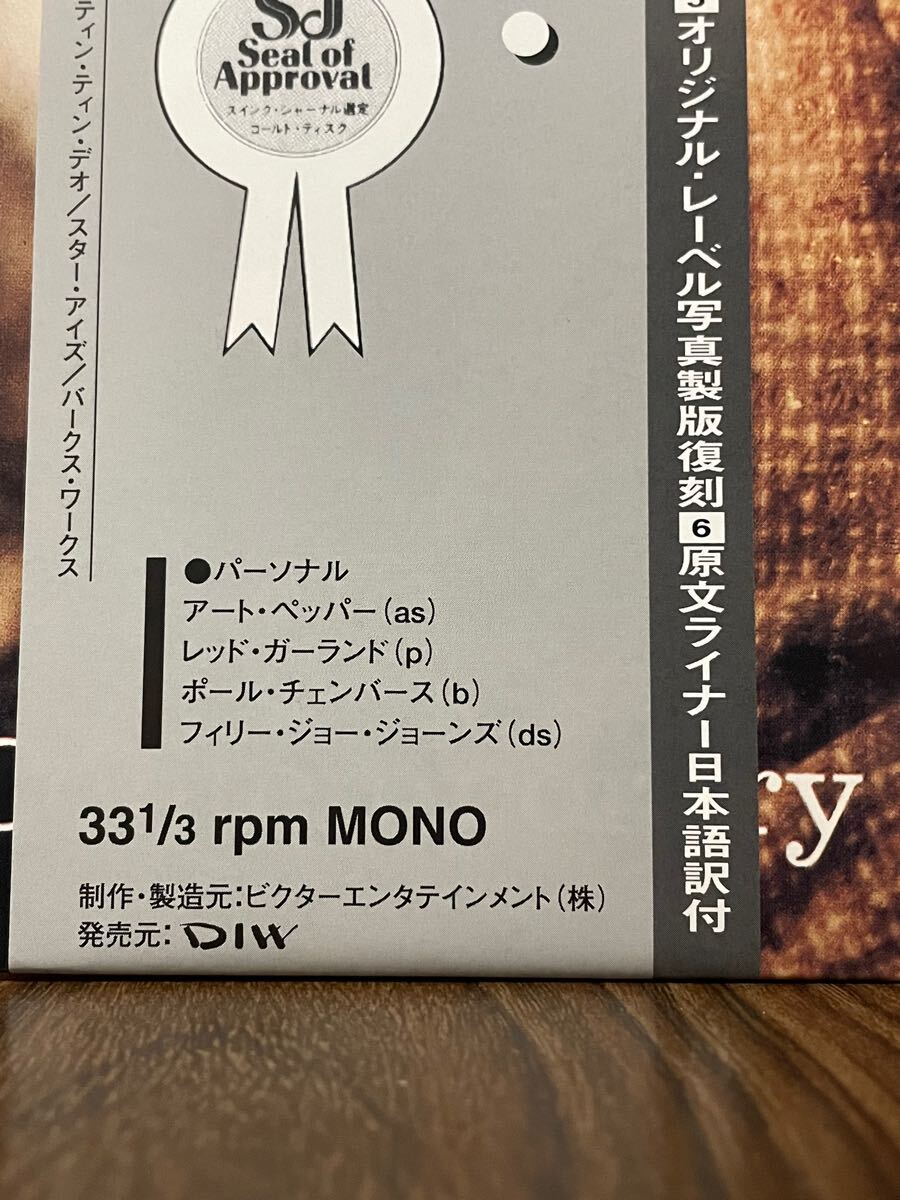 5オリジナル・レーベル写真製版復刻6原文ライナー日本語訳付
SJ
Seal of
Approval
スイング・ジャーナル選定
ゴールド・ディスク
ティン・ティン・デオ/スター・アイズ/バークス・ワークス
●パーソナル
アート・ペッパー(as)
レッド・ガーランド(p)
ポール・チェンバース(b)
フィリー・ジョー・ジョーンズ(ds)
33 1/3 rpm MONO
制作・製造元:ビクターエンタテインメント(株)
発売元: DIW
ry